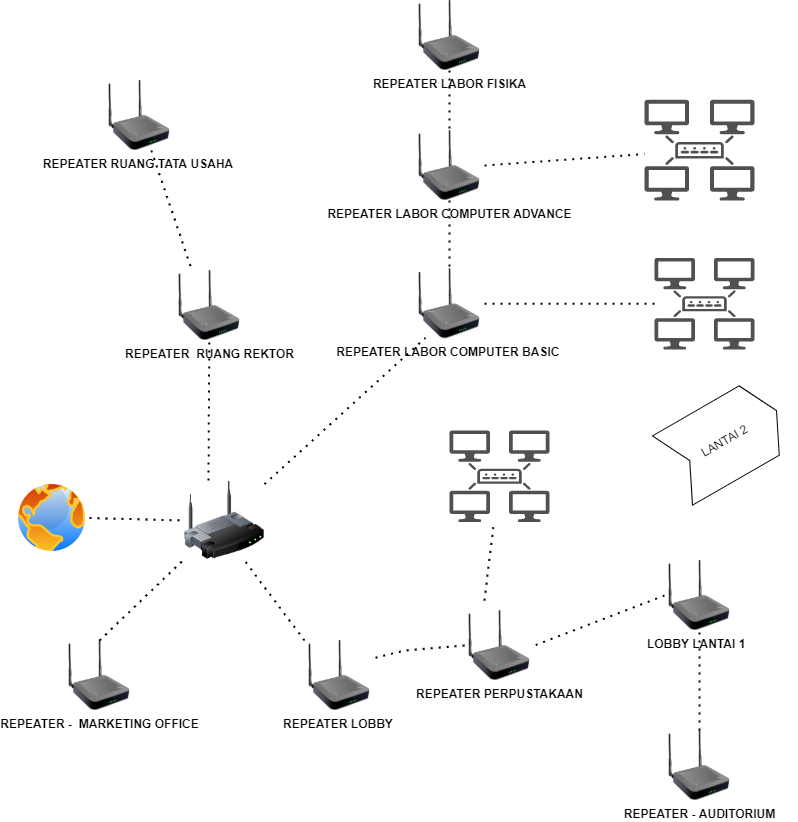 REPEATER LABOR FISIKA
REPEATER RUANG TATA USAHA
REPEATER LABOR COMPUTER ADVANCE
REPEATER  RUANG REKTOR
REPEATER LABOR COMPUTER BASIC
LANTAI 2
LOBBY LANTAI 1
REPEATER PERPUSTAKAAN
REPEATER -  MARKETING OFFICE
REPEATER LOBBY
REPEATER - AUDITORIUM